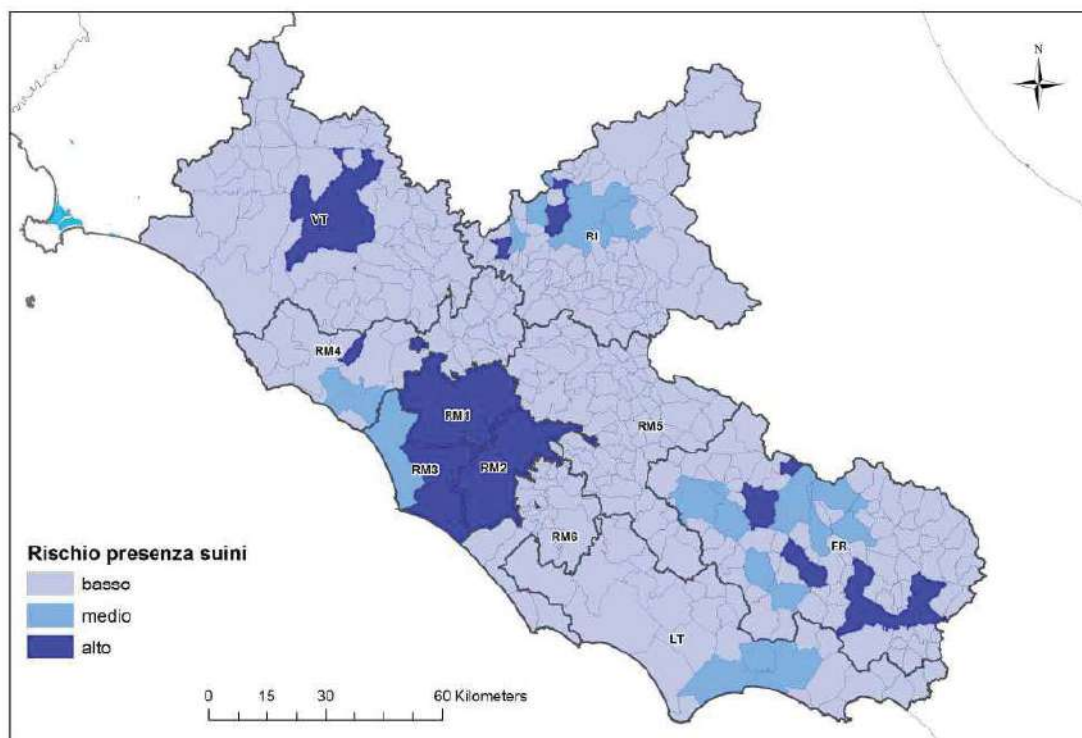 N
VT
RI
RM4
RM1
RM5
RM3
RM2
RM6
FR
LT
Rischio presenza suini
basso
medio
alto
0 15 30 60 Kilometers